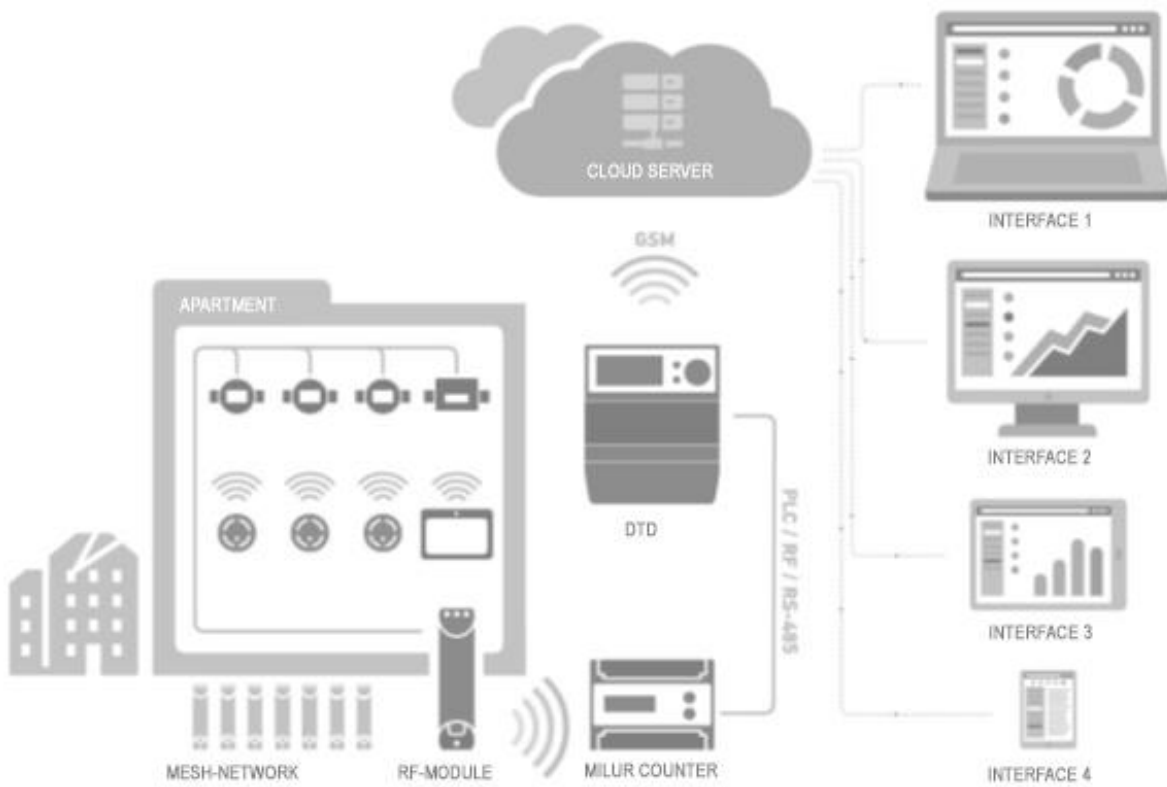 CLOUD SERVER
INTERFACE 1
GSM
APARTMENT
INTERFACE 2
DTD
PLC / RF / RS-485
INTERFACE 3
MESH-NETWORK
RF-MODULE
MILUR COUNTER
INTERFACE 4